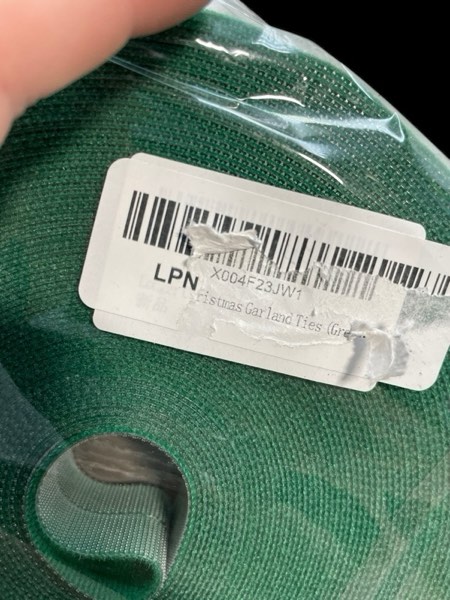 LPN X004F23JW1
ristmas Garland Ties (Gre